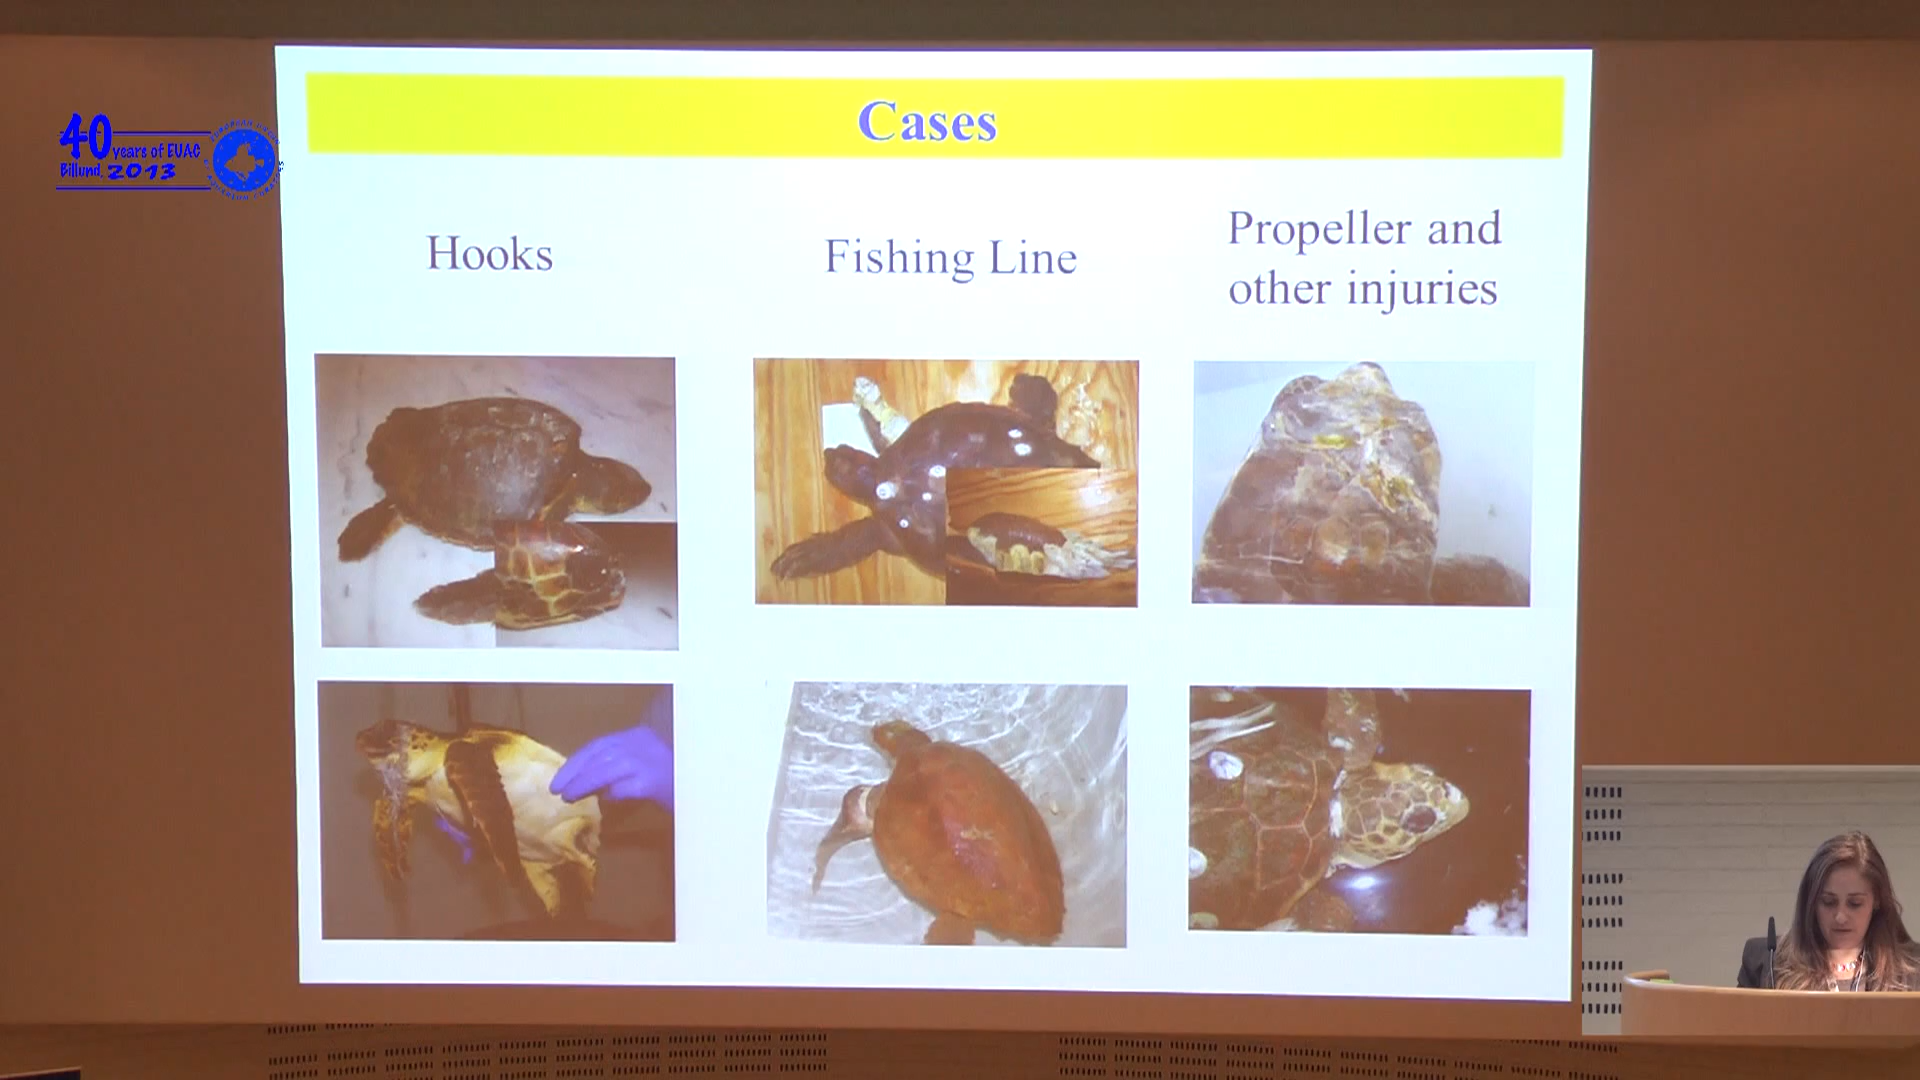 Cases
40
years of EUAC
Billund, 2013
Hooks
Fishing Line
Propeller and
other injuries